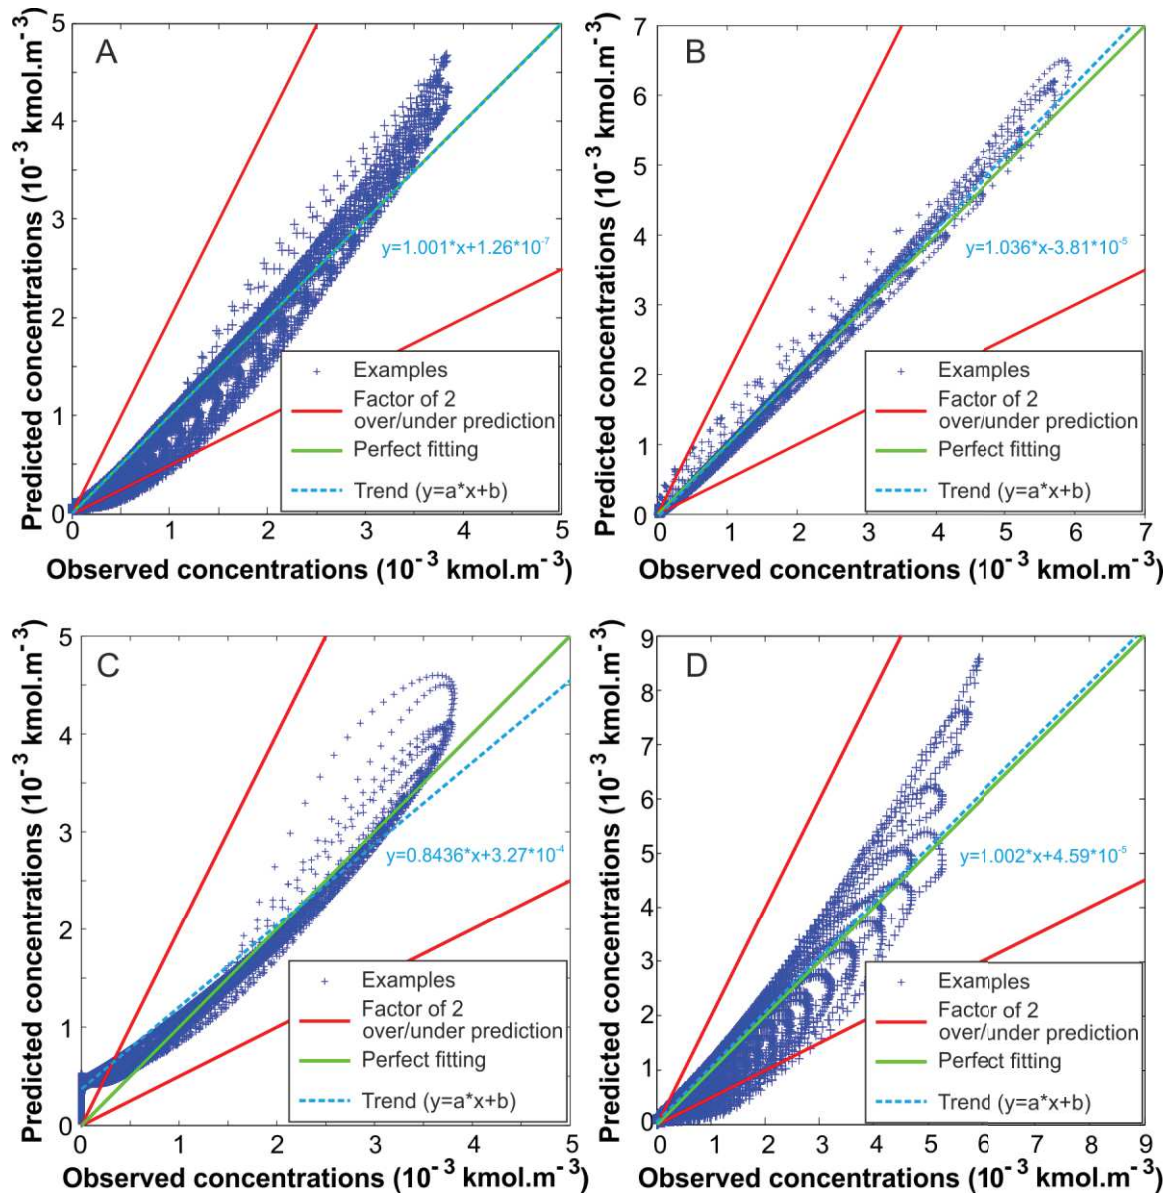 A
Predicted concentrations (10-3 kmol.m-3)
5
4
3
2
1
0
y=1.001*x+1.26*10-7
Examples
Factor of 2
over/under prediction
Perfect fitting
Trend (y=a*x+b)
0 1 2 3 4 5
Observed concentrations (10-3 kmol.m-3)
B
Predicted concentrations (10-3 kmol.m-3)
7
6
5
4
3
2
1
0
y=1.036*x-3.81*10-5
Examples
Factor of 2
over/under prediction
Perfect fitting
Trend (y=a*x+b)
0 1 2 3 4 5 6 7
Observed concentrations (10-3 kmol.m-3)
C
Predicted concentrations (10-3 kmol.m-3)
5
4
3
2
1
0
y=0.8436*x+3.27*10-4
Examples
Factor of 2
over/under prediction
Perfect fitting
Trend (y=a*x+b)
0 1 2 3 4 5
Observed concentrations (10-3 kmol.m-3)
D
Predicted concentrations (10-3 kmol.m-3)
9
8
7
6
5
4
3
2
1
0
y=1.002*x+4.59*10-5
Examples
Factor of 2
over/under prediction
Perfect fitting
Trend (y=a*x+b)
0 1 2 3 4 5 6 7 8 9
Observed concentrations (10-3 kmol.m-3)